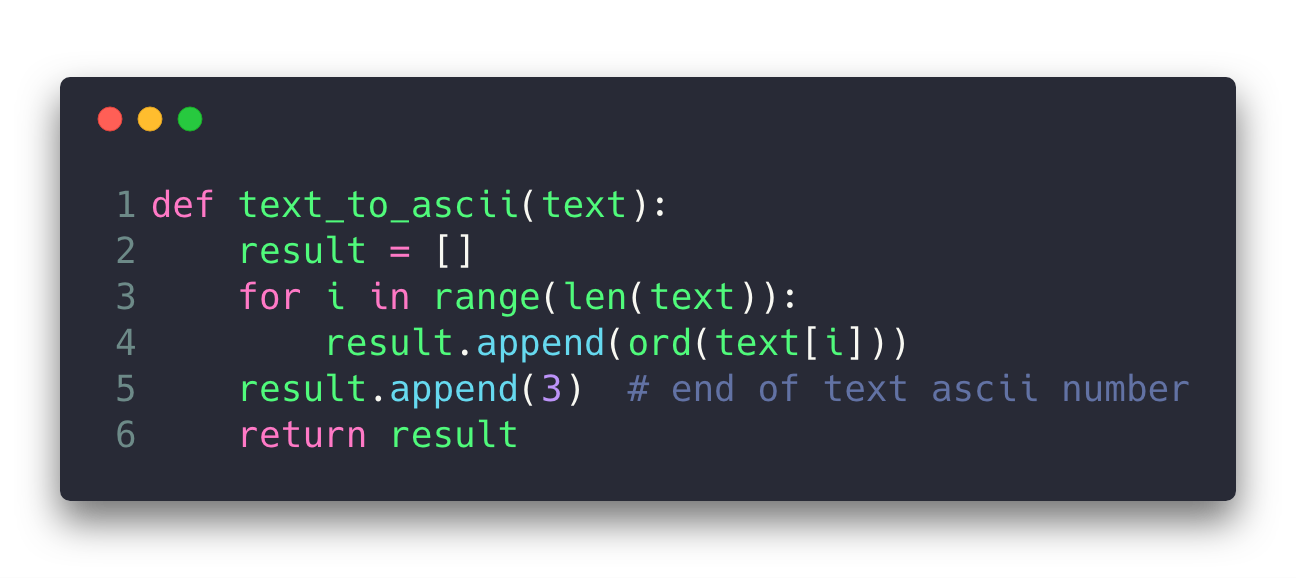 1 def text_to_ascii(text):
2     result = []
3     for i in range(len(text)):
4         result.append(ord(text[i]))
5     result.append(3)  # end of text ascii number
6     return result